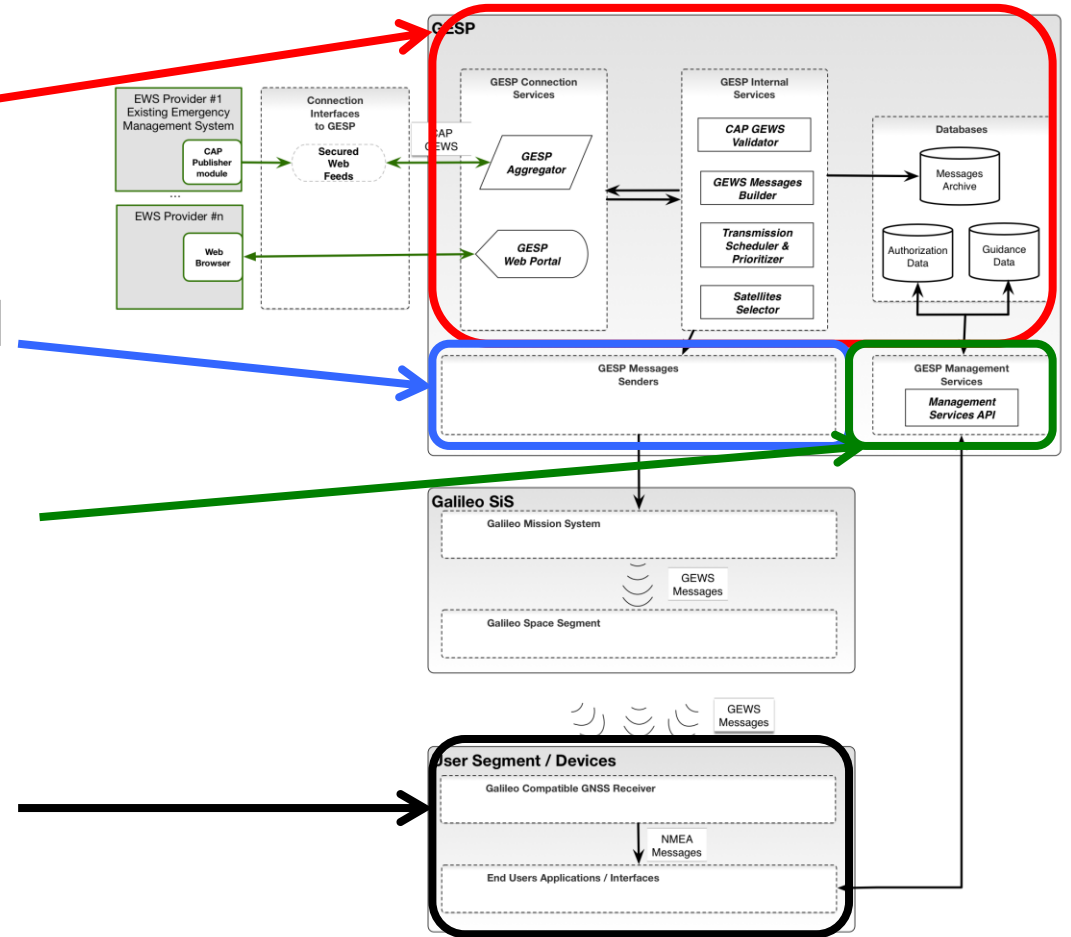 GESP
EWS Provider #1
Existing Emergency
Management System
CAP
Publisher
module
...
EWS Provider #n
Web
Browser
Connection
Interfaces
to GESP
Secured
Web
Feeds
CAP
GEWS
GESP Connection
Services
GESP
Aggregator
GESP
Web Portal
GESP Internal
Services
CAP GEWS
Validator
GEWS Messages
Builder
Transmission
Scheduler &
Prioritizer
Satellites
Selector
Databases
Messages
Archive
Authorization
Data
Guidance
Data
GESP Messages
Senders
GESP Management
Services
Management
Services API
Galileo SiS
Galileo Mission System
GEWS
Messages
Galileo Space Segment
GEWS
Messages
User Segment / Devices
Galileo Compatible GNSS Receiver
NMEA
Messages
End Users Applications / Interfaces